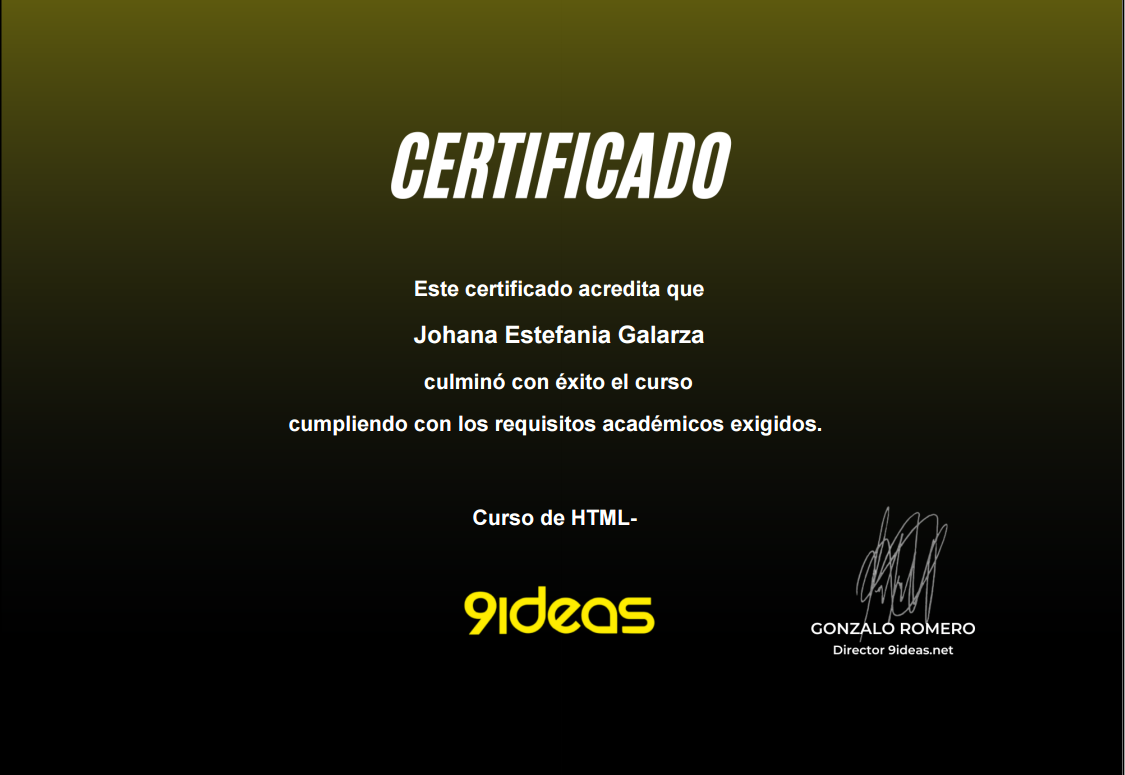 CERTIFICADO
Este certificado acredita que
Johana Estefania Galarza
culminó con éxito el curso
cumpliendo con los requisitos académicos exigidos.
Curso de HTML-
9ideas
GONZALO ROMERO
Director 9ideas.net